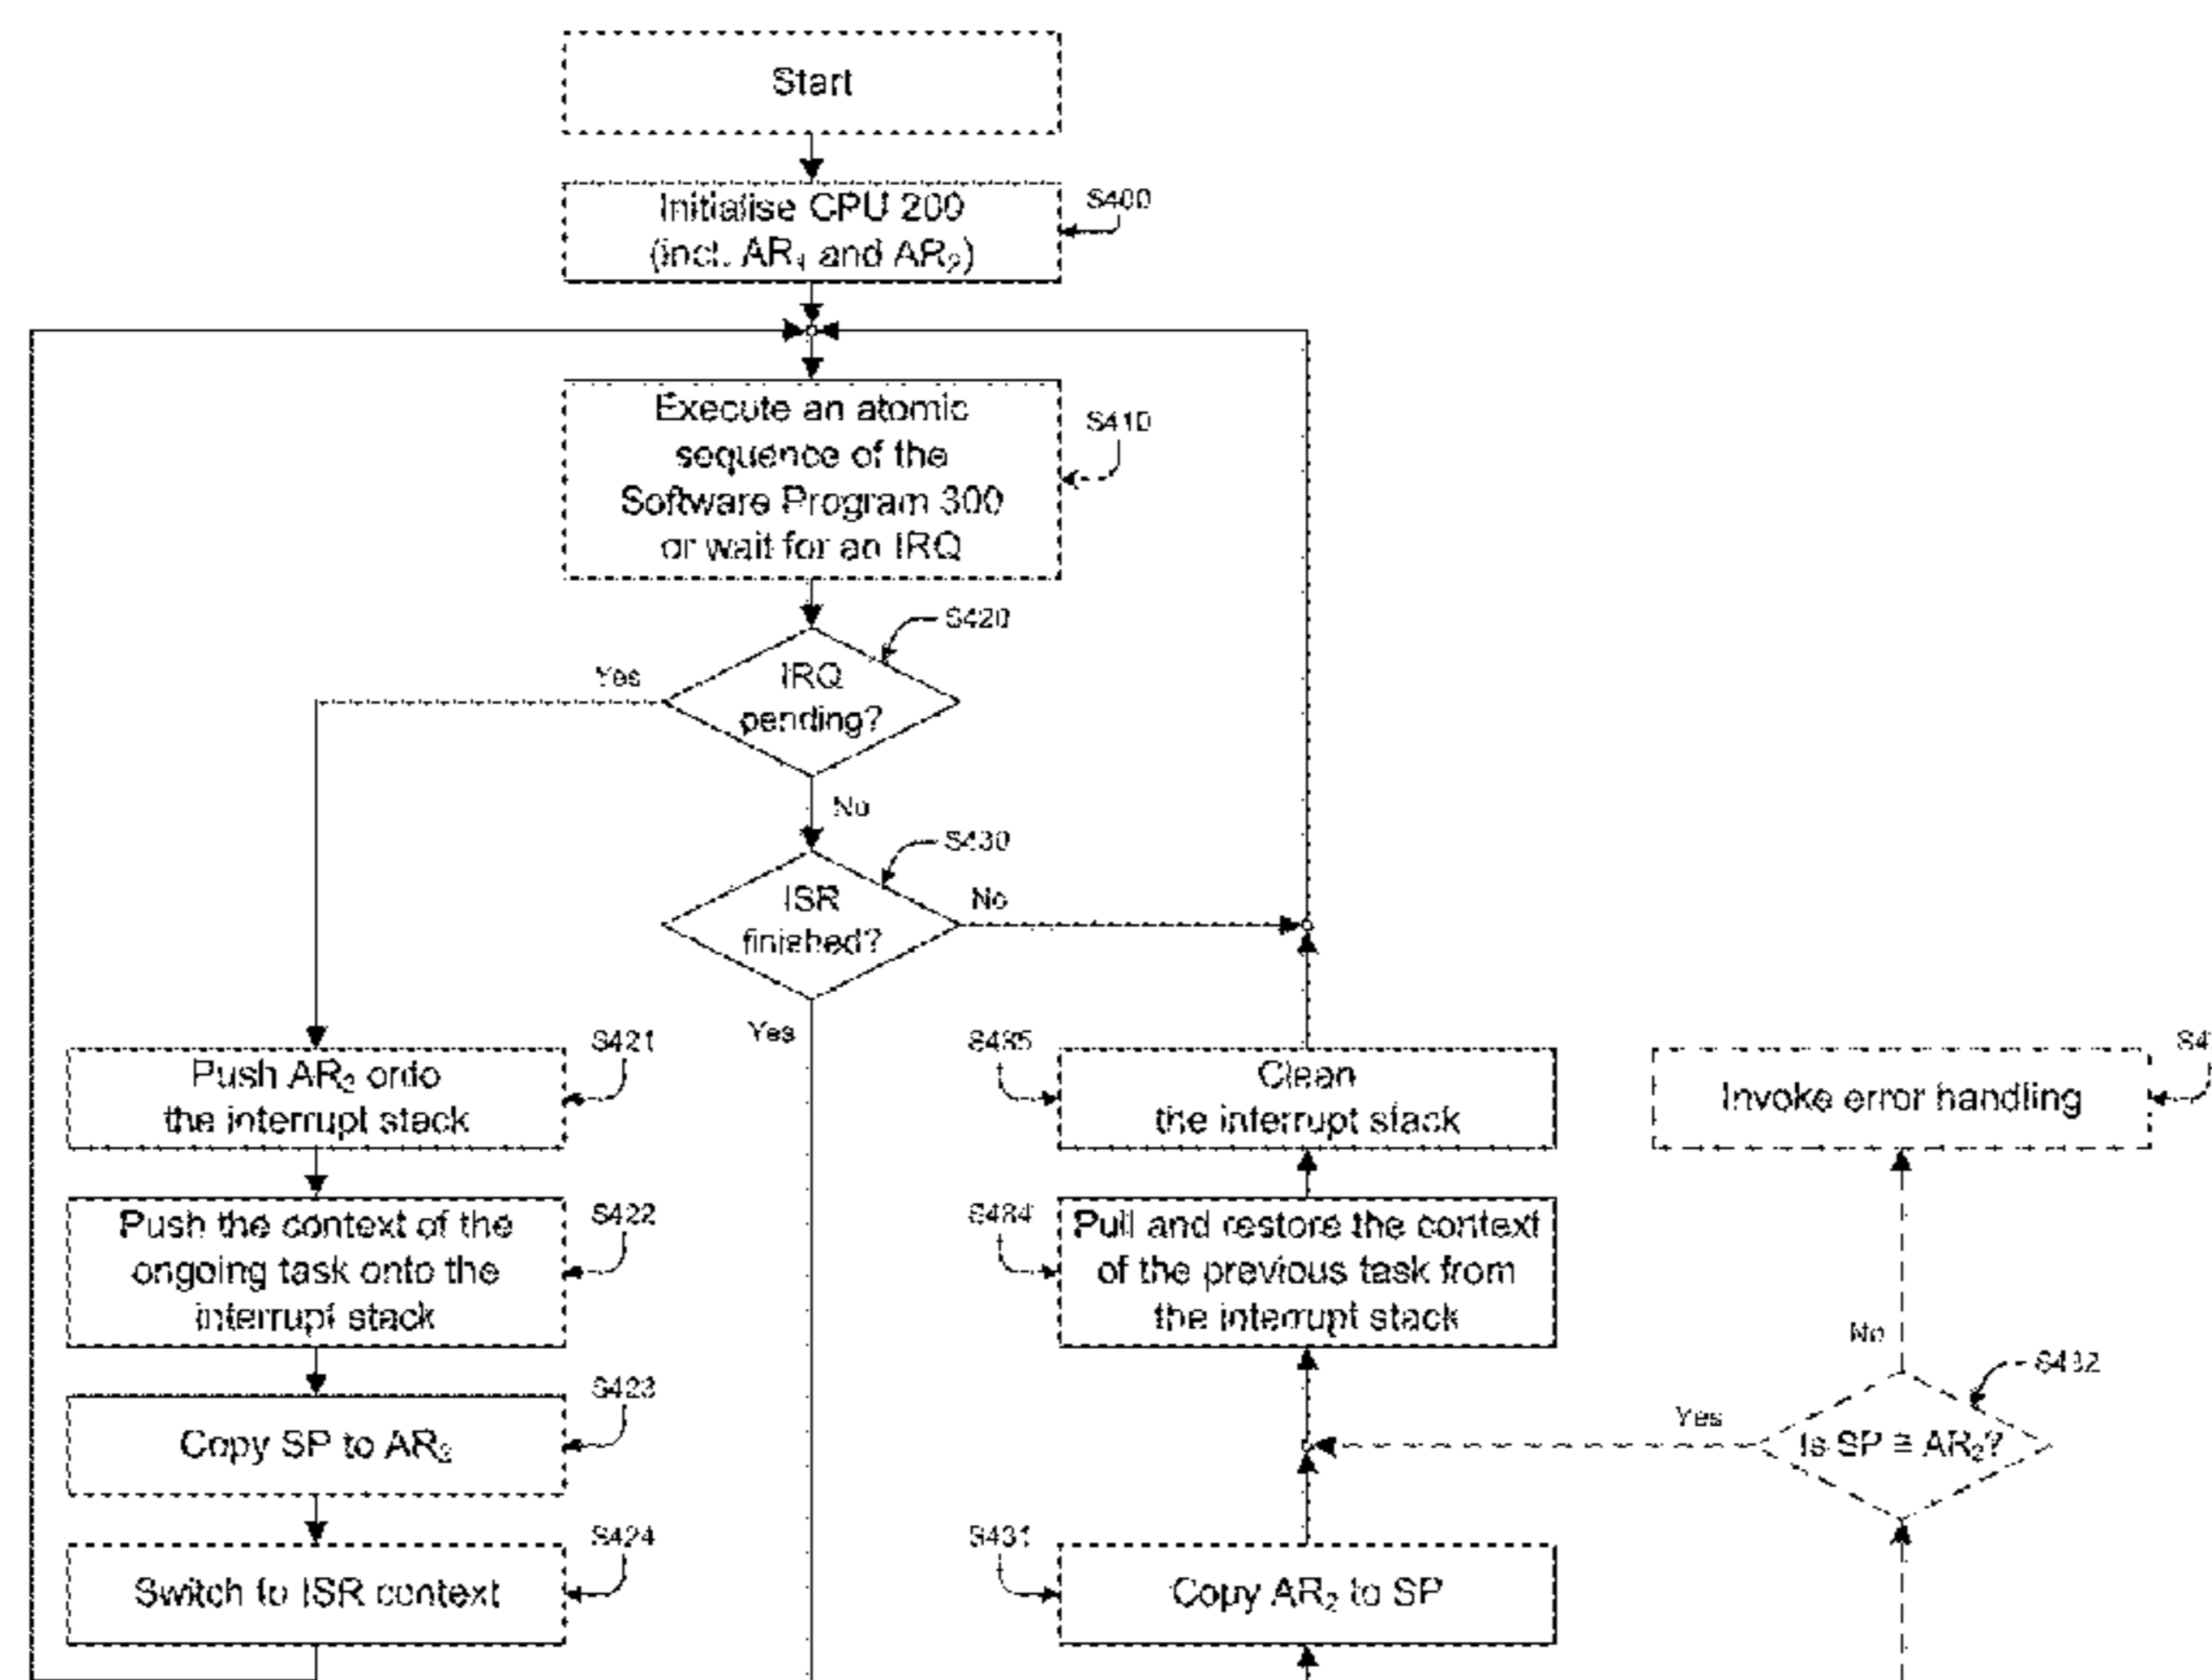 Start
Initialise CPU 200
(incl. AR₁ and AR₂)
S400
Execute an atomic
sequence of the
Software Program 300
or wait for an IRQ
S410
IRQ
pending?
S420
Yes
No
ISR
finished?
S430
No
Yes
Push AR₂ onto
the interrupt stack
S421
Push the context of the
ongoing task onto the
interrupt stack
S422
Copy SP to AR₂
S423
Switch to ISR context
S424
S435
Clean
the interrupt stack
S434
Pull and restore the context
of the previous task from
the interrupt stack
S431
Copy AR₂ to SP
Invoke error handling
No
S432
Yes
Is SP ≅ AR₂?